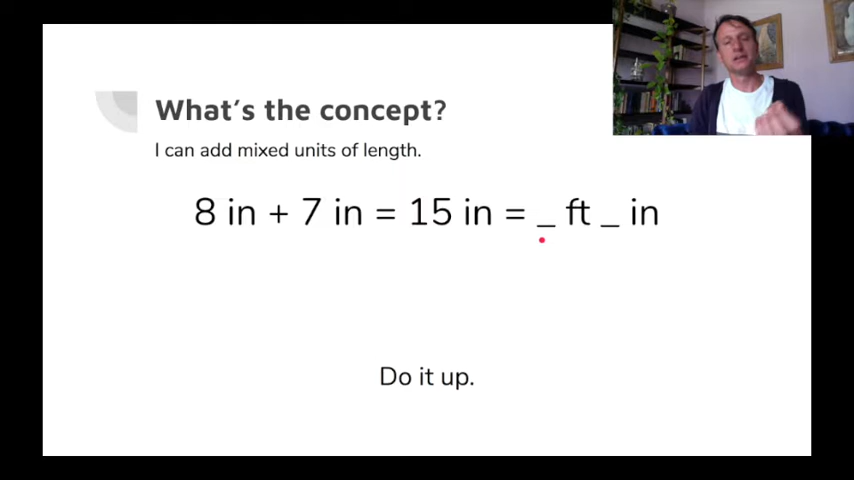 What's the concept?
I can add mixed units of length.
8 in + 7 in = 15 in = _ ft _ in
Do it up.